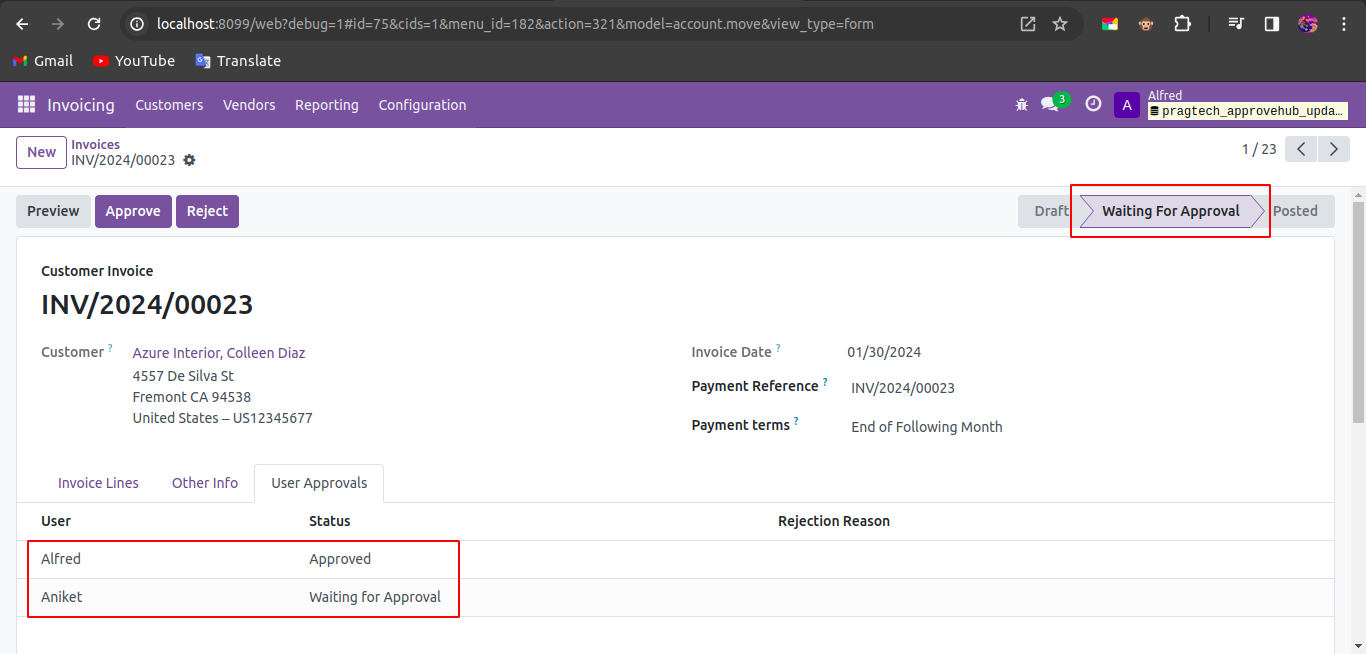 localhost:8099/web?debug=1#id=75&cids=1&menu_id=182&action=321&model=account.move&view_type=form
Gmail YouTube Translate
Invoicing Customers Vendors Reporting Configuration 3 A Alfred
pragtech_approvehub_upda...
New Invoices
INV/2024/00023 1 / 23
Preview Approve Reject Draft Waiting For Approval Posted
Customer Invoice
INV/2024/00023
Customer ? Azure Interior, Colleen Diaz
4557 De Silva St
Fremont CA 94538
United States – US12345677
Invoice Date ? 01/30/2024
Payment Reference ? INV/2024/00023
Payment terms ? End of Following Month
Invoice Lines Other Info User Approvals
User Status Rejection Reason
Alfred Approved
Aniket Waiting for Approval